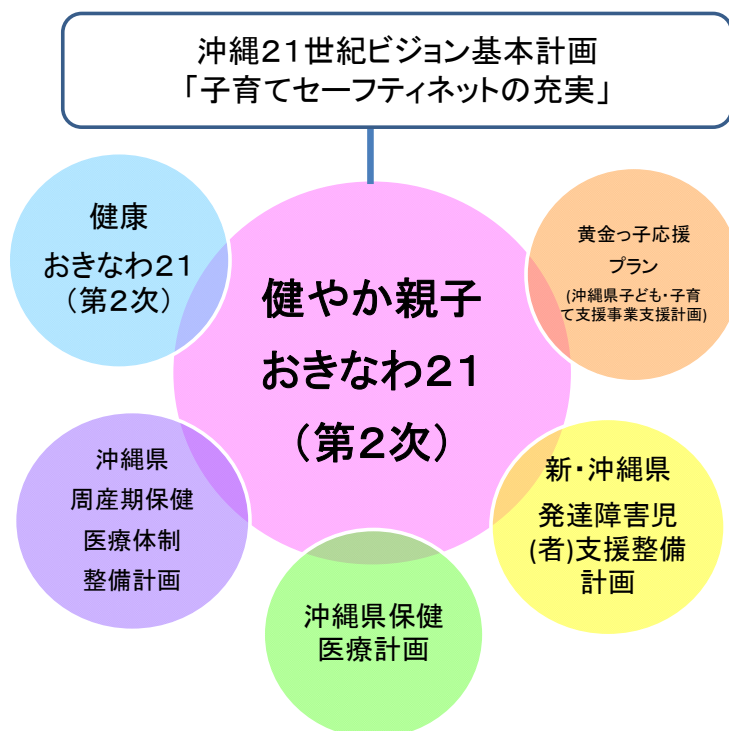 沖縄２１世紀ビジョン基本計画
「子育てセーフティネットの充実」
健康
おきなわ２１
（第２次）
黄金っ子応援
プラン
(沖縄県子ども・子育
て支援事業支援計画)
健やか親子
おきなわ２１
（第２次）
沖縄県
周産期保健
医療体制
整備計画
新・沖縄県
発達障害児
(者)支援整備
計画
沖縄県保健
医療計画